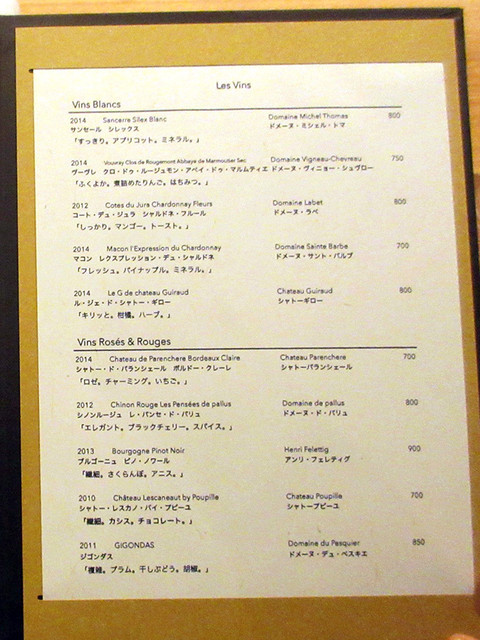 Les Vins
Vins Blancs
2014 Sancerre Silex Blanc Domaine Michel Thomas 800
サンセール シレックス ドメーヌ・ミシェル・トマ
「すっきり。アプリコット。ミネラル。」
2014 Vouvray Clos de Rougemont Abbaye de Marmoutier Sec Domaine Vigneau-Chevreau 750
ヴーヴレ クロ・ドゥ・ルージュモン・アベイ・ドゥ・マルムティエ ドメーヌ・ヴィニョー・シュヴロー
「ふくよか。煮詰めたりんご。はちみつ。」
2012 Cotes du Jura Chardonnay Fleurs Domaine Labet 800
コート・デ・ジュラ シャルドネ・フルール ドメーヌ・ラベ
「しっかり。マンゴー。トースト。」
2014 Macon l'Expression du Chardonnay Domaine Sainte Barbe 700
マコン レクスプレッション・デュ・シャルドネ ドメーヌ・サント・バルブ
「フレッシュ。パイナップル。ミネラル。」
2014 Le G de chateau Guiraud Chateau Guiraud 800
ル・ジェ・ド・シャトー・ギロー シャトーギロー
「キリッと。柑橘。ハーブ。」
Vins Rosés & Rouges
2014 Chateau de Parenchere Bordeaux Claire Chateau Parenchere 700
シャトー・ド・パランシェール ボルドー・クレーレ シャトーパランシェール
「ロゼ。チャーミング。いちご。」
2012 Chinon Rouge Les Pensées de pallus Domaine de pallus 800
シノンルージュ レ・パンセ・ド・パリュ ドメーヌ・ド・パリュ
「エレガント。ブラックチェリー。スパイス。」
2013 Bourgogne Pinot Noir Henri Felettig 900
ブルゴーニュ ピノ・ノワール アンリ・フェレティグ
「繊細。さくらんぼ。アニス。」
2010 Château Lescaneaut by Poupille Chateau Poupille 700
シャトー・レスカノ・バイ・プピーユ シャトープピーユ
「繊細。カシス。チョコレート。」
2011 GIGONDAS Domaine du Pesquier 850
ジゴンダス ドメーヌ・デュ・ペスキエ
「複雑。プラム。干しぶどう。胡椒。」